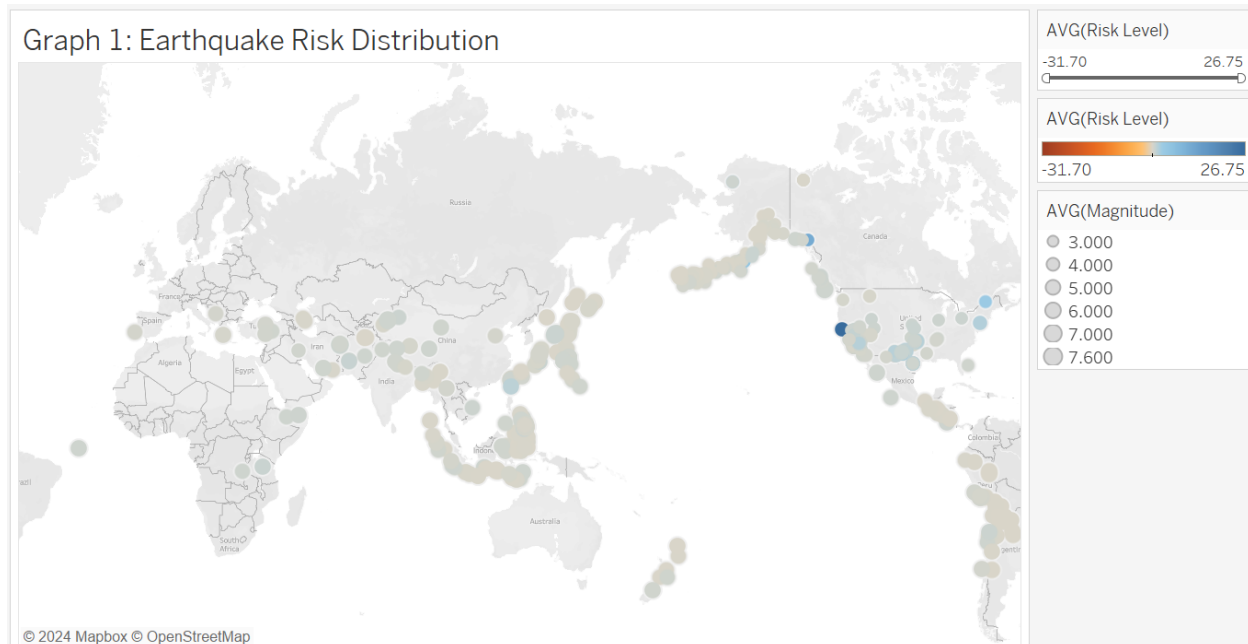 Graph 1: Earthquake Risk Distribution
Russia
Canada
France
Spain
Iran
China
Algeria
Egypt
India
Mexico
Colombia
Indon
Australia
South
Africa
© 2024 Mapbox © OpenStreetMap
AVG(Risk Level)
-31.70 26.75
AVG(Risk Level)
-31.70 26.75
AVG(Magnitude)
3.000
4.000
5.000
6.000
7.000
7.600